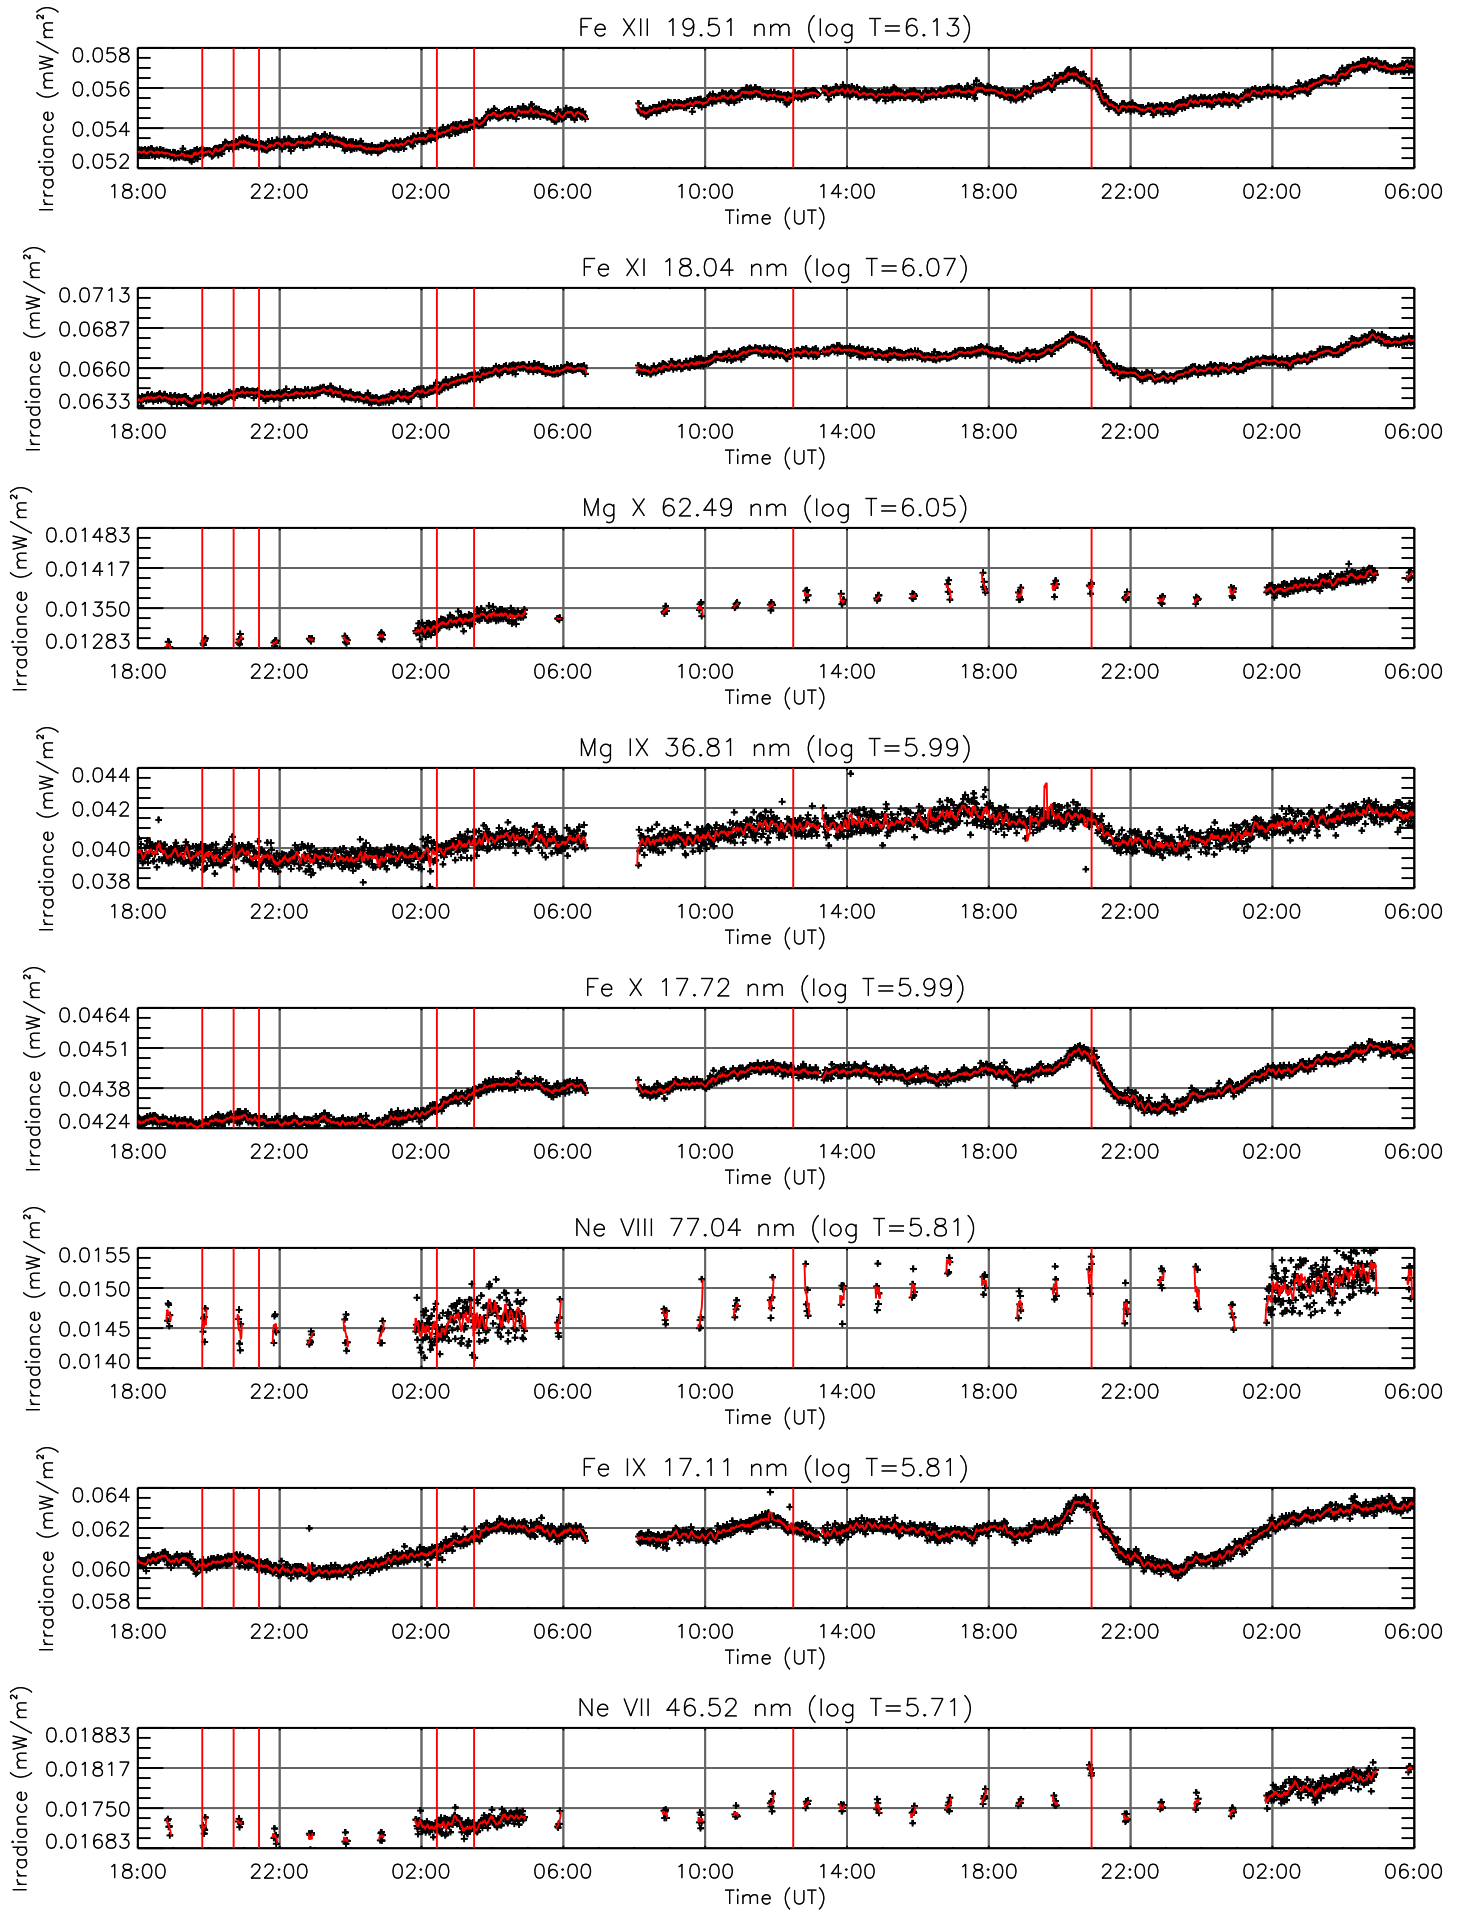 Fe XII 19.51 nm (log T=6.13)
Irradiance (mW/m²)
0.058
0.056
0.054
0.052
18:00 22:00 02:00 06:00 10:00 14:00 18:00 22:00 02:00 06:00
Time (UT)
Fe XI 18.04 nm (log T=6.07)
Irradiance (mW/m²)
0.0713
0.0687
0.0660
0.0633
18:00 22:00 02:00 06:00 10:00 14:00 18:00 22:00 02:00 06:00
Time (UT)
Mg X 62.49 nm (log T=6.05)
Irradiance (mW/m²)
0.01483
0.01417
0.01350
0.01283
18:00 22:00 02:00 06:00 10:00 14:00 18:00 22:00 02:00 06:00
Time (UT)
Mg IX 36.81 nm (log T=5.99)
Irradiance (mW/m²)
0.044
0.042
0.040
0.038
18:00 22:00 02:00 06:00 10:00 14:00 18:00 22:00 02:00 06:00
Time (UT)
Fe X 17.72 nm (log T=5.99)
Irradiance (mW/m²)
0.0464
0.0451
0.0438
0.0424
18:00 22:00 02:00 06:00 10:00 14:00 18:00 22:00 02:00 06:00
Time (UT)
Ne VIII 77.04 nm (log T=5.81)
Irradiance (mW/m²)
0.0155
0.0150
0.0145
0.0140
18:00 22:00 02:00 06:00 10:00 14:00 18:00 22:00 02:00 06:00
Time (UT)
Fe IX 17.11 nm (log T=5.81)
Irradiance (mW/m²)
0.064
0.062
0.060
0.058
18:00 22:00 02:00 06:00 10:00 14:00 18:00 22:00 02:00 06:00
Time (UT)
Ne VII 46.52 nm (log T=5.71)
Irradiance (mW/m²)
0.01883
0.01817
0.01750
0.01683
18:00 22:00 02:00 06:00 10:00 14:00 18:00 22:00 02:00 06:00
Time (UT)